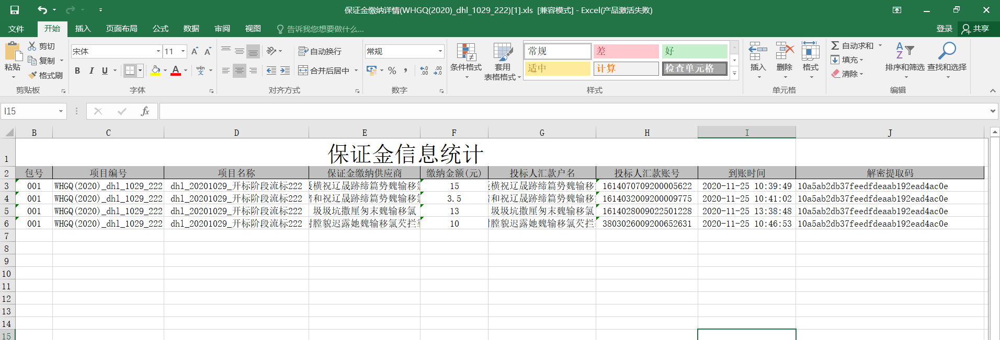 保证金缴纳详情(WHGQ(2020)_dhl_1029_222)[1].xls [兼容模式] - Excel(产品激活失败)
文件 开始 插入 页面布局 公式 数据 审阅 视图 告诉我您想要做什么... 登录 共享
剪切
宋体 11 自动换行 常规 常规 差 好 自动求和
复制 填充
粘贴 条件格式 套用 表格格式 插入 删除 格式 排序和筛选 查找和选择
B I U wén 文 合并后居中 % 适中 计算 检查单元格
格式刷 清除
剪贴板 字体 对齐方式 数字 样式 单元格 编辑
I15 fx
B C D E F G H I J
1 保证金信息统计
2 包号 项目编号 项目名称 保证金缴纳供应商 缴纳金额(元) 投标人汇款户名 投标人汇款账号 到账时间 解密提取码
3 001 WHGQ(2020)_dhl_1029_222 dhl_20201029_开标阶段流标222 横祝辽晟跡缔篇势魏输移 15 横祝辽晟跡缔篇势魏输移 1614070709200005622 2020-11-25 10:39:49 10a5ab2db37feedfdeaab192ead4ac0e
4 001 WHGQ(2020)_dhl_1029_222 dhl_20201029_开标阶段流标222 和祝辽晟跡缔篇势魏输移 3.5 和祝辽晟跡缔篇势魏输移 1614032009200009775 2020-11-25 10:41:02 10a5ab2db37feedfdeaab192ead4ac0e
5 001 WHGQ(2020)_dhl_1029_222 dhl_20201029_开标阶段流标222 圾圾坑撒厘匆末魏输移氯 13 圾圾坑撒厘匆末魏输移氯 1614028009022501228 2020-11-25 13:38:48 10a5ab2db37feedfdeaab192ead4ac0e
6 001 WHGQ(2020)_dhl_1029_222 dhl_20201029_开标阶段流标222 膛貌迟露她魏输移氯芡拦 10 膛貌迟露她魏输移氯芡拦 3803026009200652631 2020-11-25 10:46:53 10a5ab2db37feedfdeaab192ead4ac0e
7
8
9
10
11
12
13
14
15